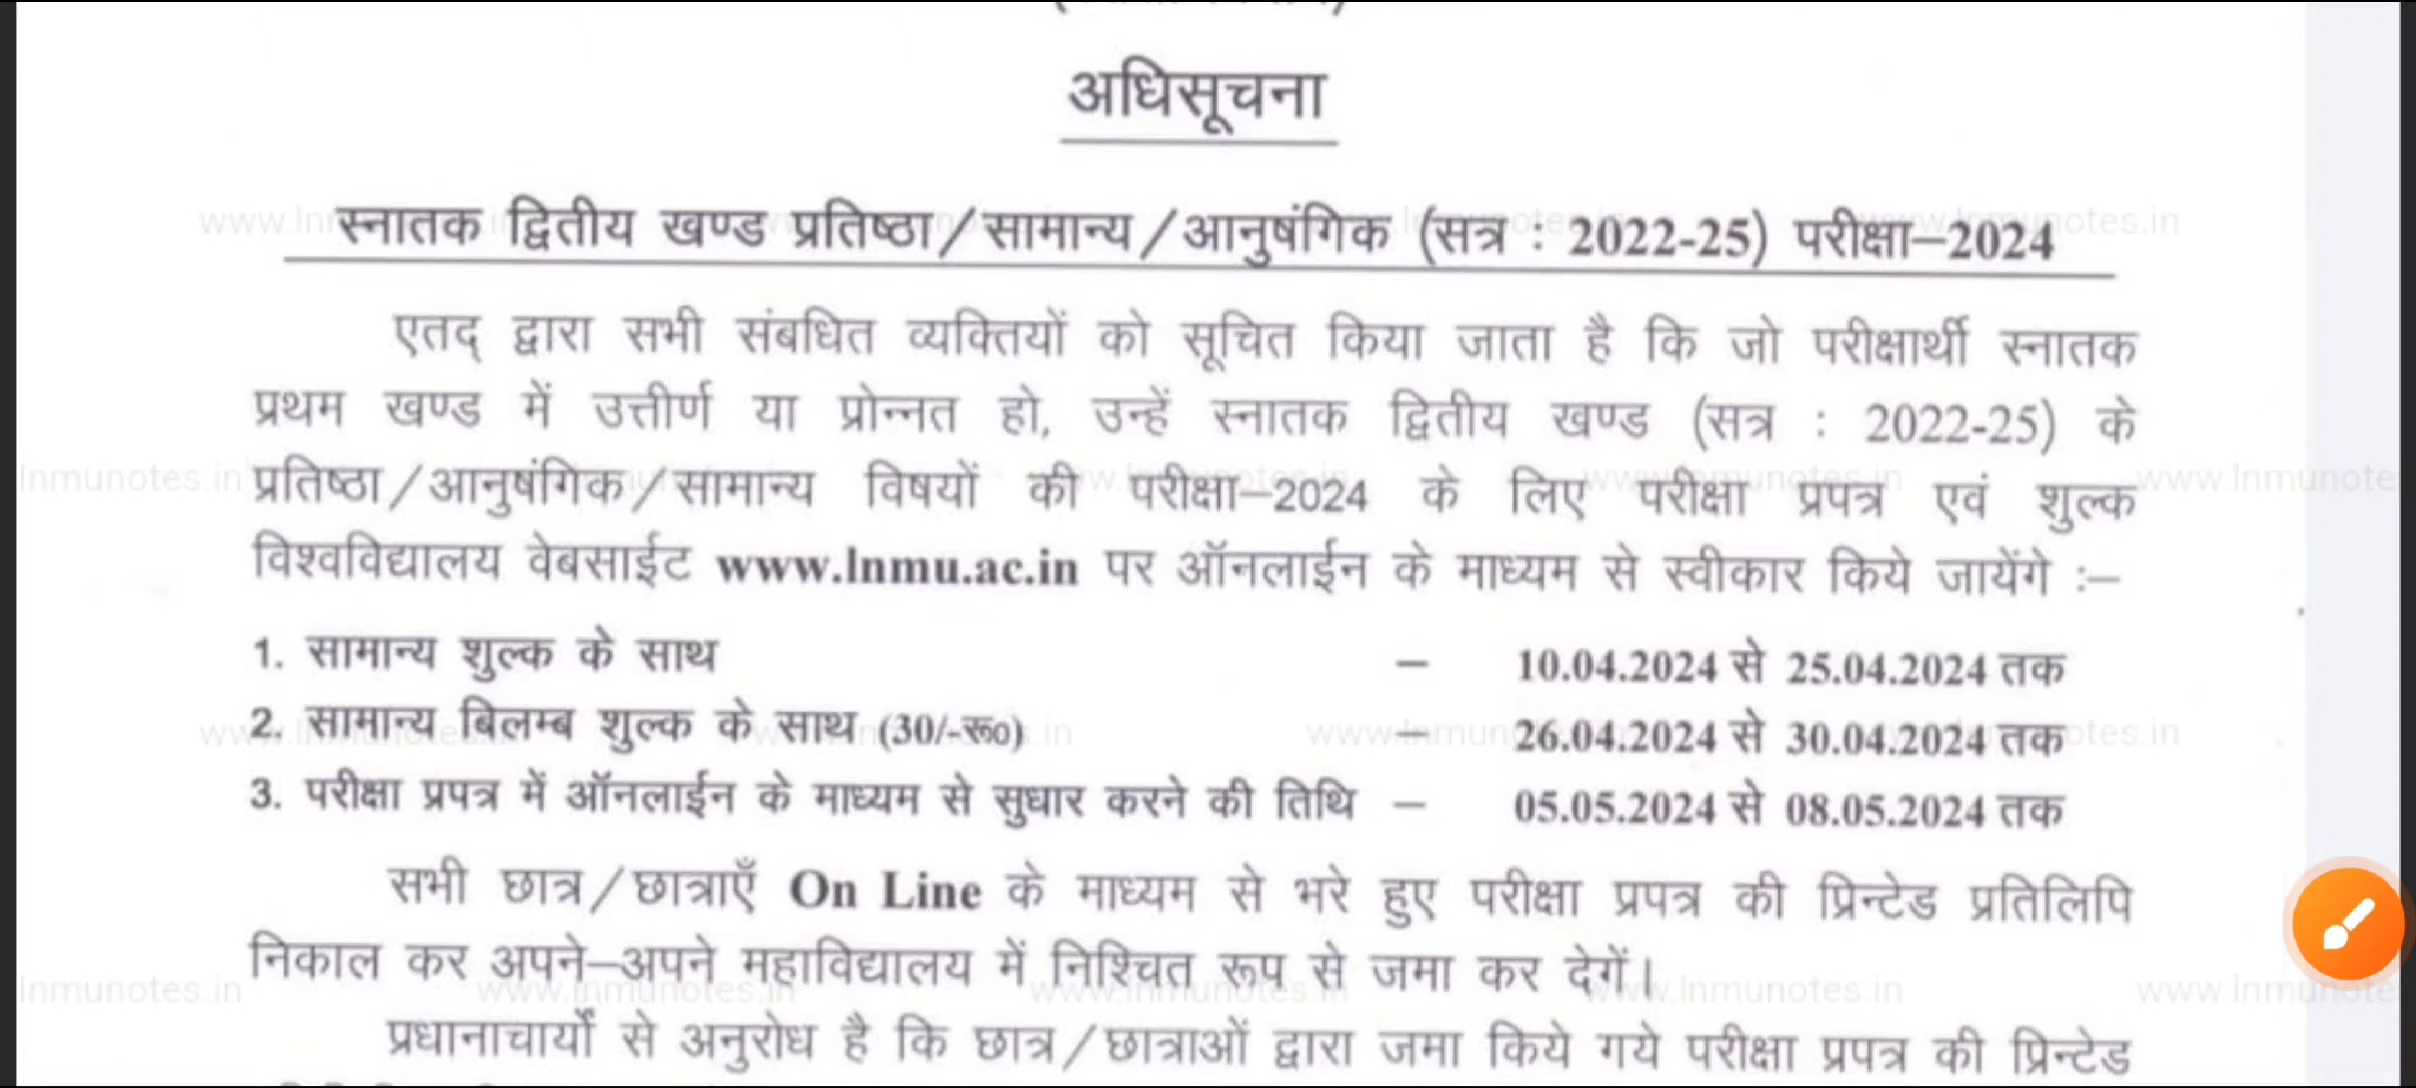 अधिसूचना
स्नातक द्वितीय खण्ड प्रतिष्ठा/सामान्य/आनुषंगिक (सत्र : 2022-25) परीक्षा–2024
एतद् द्वारा सभी संबधित व्यक्तियों को सूचित किया जाता है कि जो परीक्षार्थी स्नातक
प्रथम खण्ड में उत्तीर्ण या प्रोन्नत हो, उन्हें स्नातक द्वितीय खण्ड (सत्र : 2022-25) के
प्रतिष्ठा/आनुषंगिक/सामान्य विषयों की परीक्षा–2024 के लिए परीक्षा प्रपत्र एवं शुल्क
विश्वविद्यालय वेबसाईट www.lnmu.ac.in पर ऑनलाईन के माध्यम से स्वीकार किये जायेंगे :–
1. सामान्य शुल्क के साथ – 10.04.2024 से 25.04.2024 तक
2. सामान्य बिलम्ब शुल्क के साथ (30/-रू0) – 26.04.2024 से 30.04.2024 तक
3. परीक्षा प्रपत्र में ऑनलाईन के माध्यम से सुधार करने की तिथि – 05.05.2024 से 08.05.2024 तक
सभी छात्र/छात्राएँ On Line के माध्यम से भरे हुए परीक्षा प्रपत्र की प्रिन्टेड प्रतिलिपि
निकाल कर अपने–अपने महाविद्यालय में निश्चित रूप से जमा कर देगें।
प्रधानाचार्यों से अनुरोध है कि छात्र/छात्राओं द्वारा जमा किये गये परीक्षा प्रपत्र की प्रिन्टेड